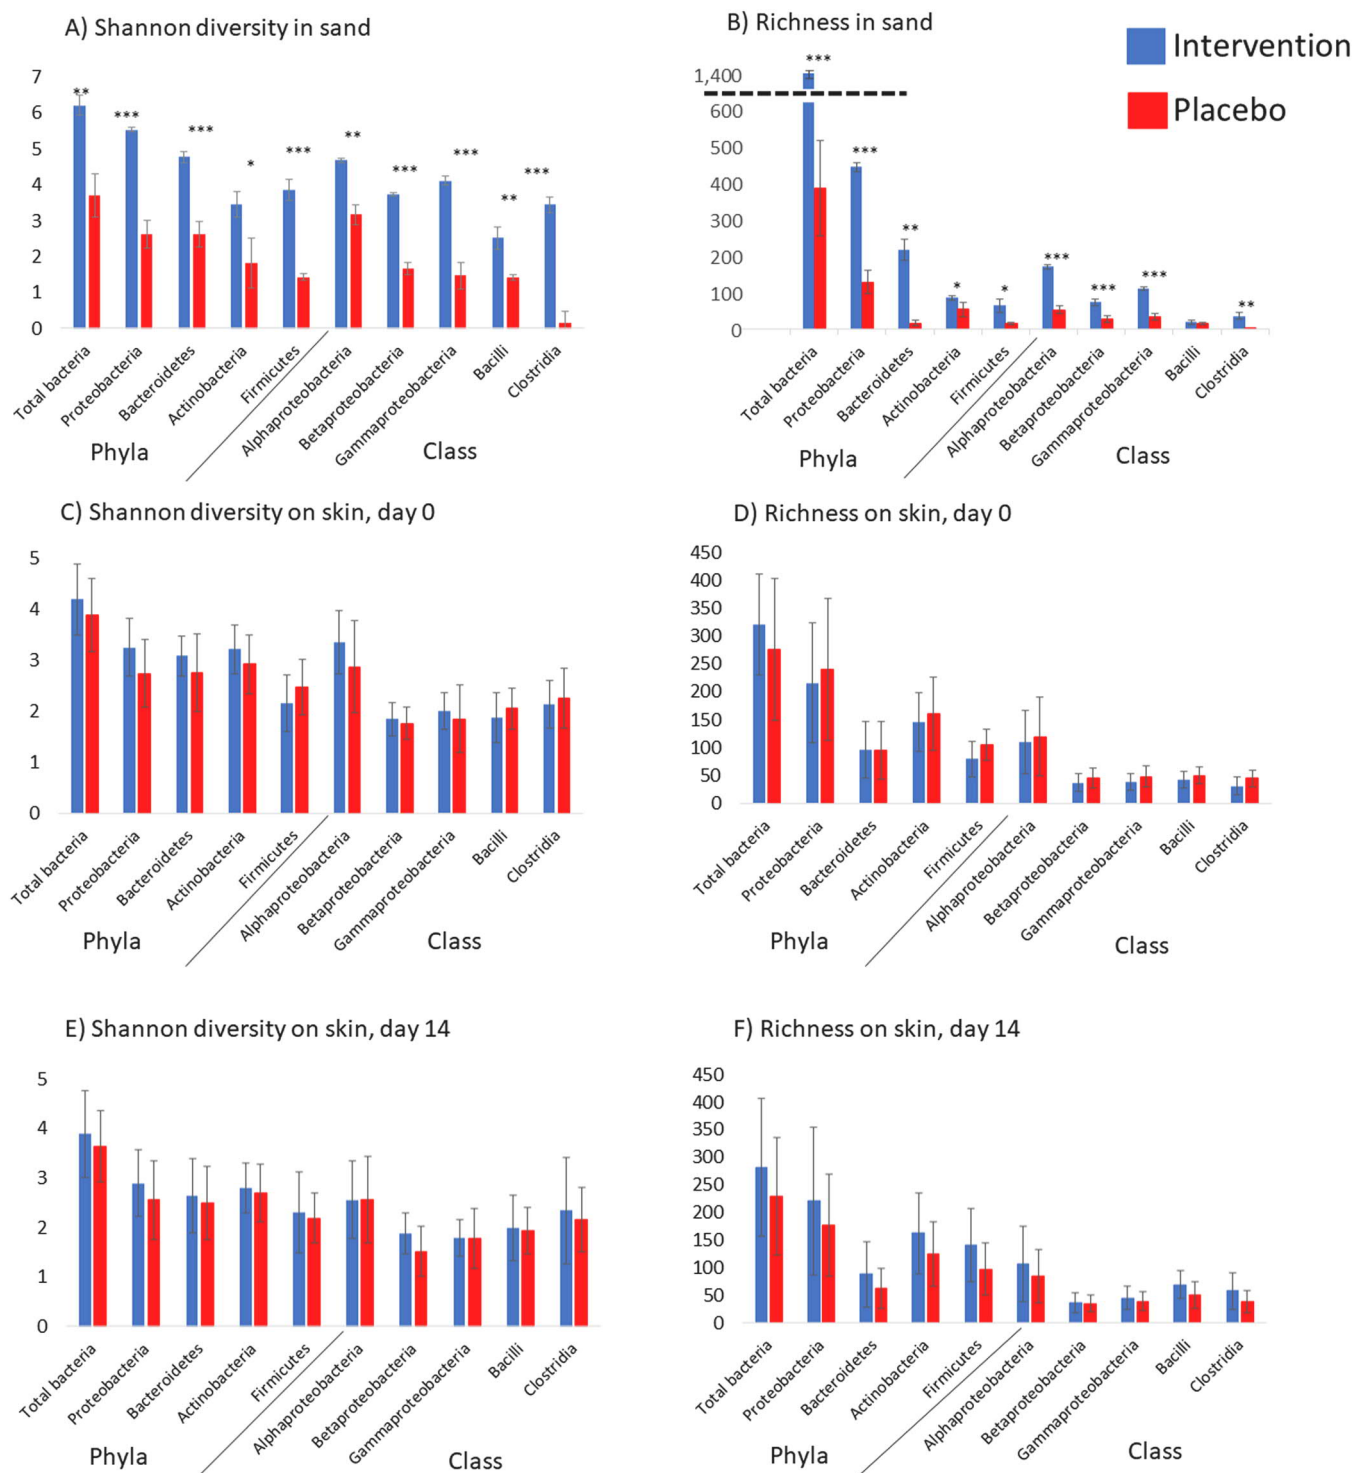 A) Shannon diversity in sand
7
6
5
4
3
2
1
0
** *** *** * *** ** *** *** ** ***
Total bacteria
Proteobacteria
Bacteroidetes
Actinobacteria
Firmicutes
Alphaproteobacteria
Betaproteobacteria
Gammaproteobacteria
Bacilli
Clostridia
Phyla
Class
B) Richness in sand
1,400
600
500
400
300
200
100
0
*** *** ** * * *** *** *** **
Total bacteria
Proteobacteria
Bacteroidetes
Actinobacteria
Firmicutes
Alphaproteobacteria
Betaproteobacteria
Gammaproteobacteria
Bacilli
Clostridia
Phyla
Class
Intervention
Placebo
C) Shannon diversity on skin, day 0
5
4
3
2
1
0
Total bacteria
Proteobacteria
Bacteroidetes
Actinobacteria
Firmicutes
Alphaproteobacteria
Betaproteobacteria
Gammaproteobacteria
Bacilli
Clostridia
Phyla
Class
D) Richness on skin, day 0
450
400
350
300
250
200
150
100
50
0
Total bacteria
Proteobacteria
Bacteroidetes
Actinobacteria
Firmicutes
Alphaproteobacteria
Betaproteobacteria
Gammaproteobacteria
Bacilli
Clostridia
Phyla
Class
E) Shannon diversity on skin, day 14
5
4
3
2
1
0
Total bacteria
Proteobacteria
Bacteroidetes
Actinobacteria
Firmicutes
Alphaproteobacteria
Betaproteobacteria
Gammaproteobacteria
Bacilli
Clostridia
Phyla
Class
F) Richness on skin, day 14
450
400
350
300
250
200
150
100
50
0
Total bacteria
Proteobacteria
Bacteroidetes
Actinobacteria
Firmicutes
Alphaproteobacteria
Betaproteobacteria
Gammaproteobacteria
Bacilli
Clostridia
Phyla
Class